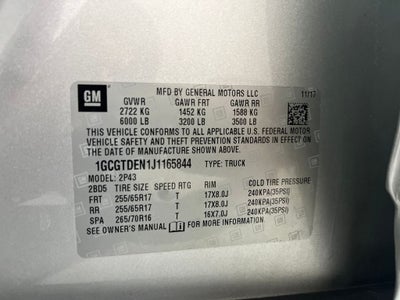 GM
MFD BY GENERAL MOTORS LLC
11/17
GVWR GAWR FRT GAWR RR
2722 KG 1452 KG 1588 KG
6000 LB 3200 LB 3500 LB
THIS VEHICLE CONFORMS TO ALL APPLICABLE U.S. FEDERAL MOTOR
VEHICLE SAFETY AND THEFT PREVENTION STANDARDS IN EFFECT
ON THE DATE OF MANUFACTURE SHOWN ABOVE.
1GCGTDEN1J1165844 TYPE: TRUCK
MODEL: 2P43
2BD5 TIRE SIZE SPEED RTG RIM COLD TIRE PRESSURE
FRT 255/65R17 T 17X8.0J 240KPA(35PSI)
RR 255/65R17 T 17X8.0J 240KPA(35PSI)
SPA 265/70R16 T 16X7.0J 240KPA(35PSI)
SEE OWNER'S MANUAL FOR MORE INFORMATION.